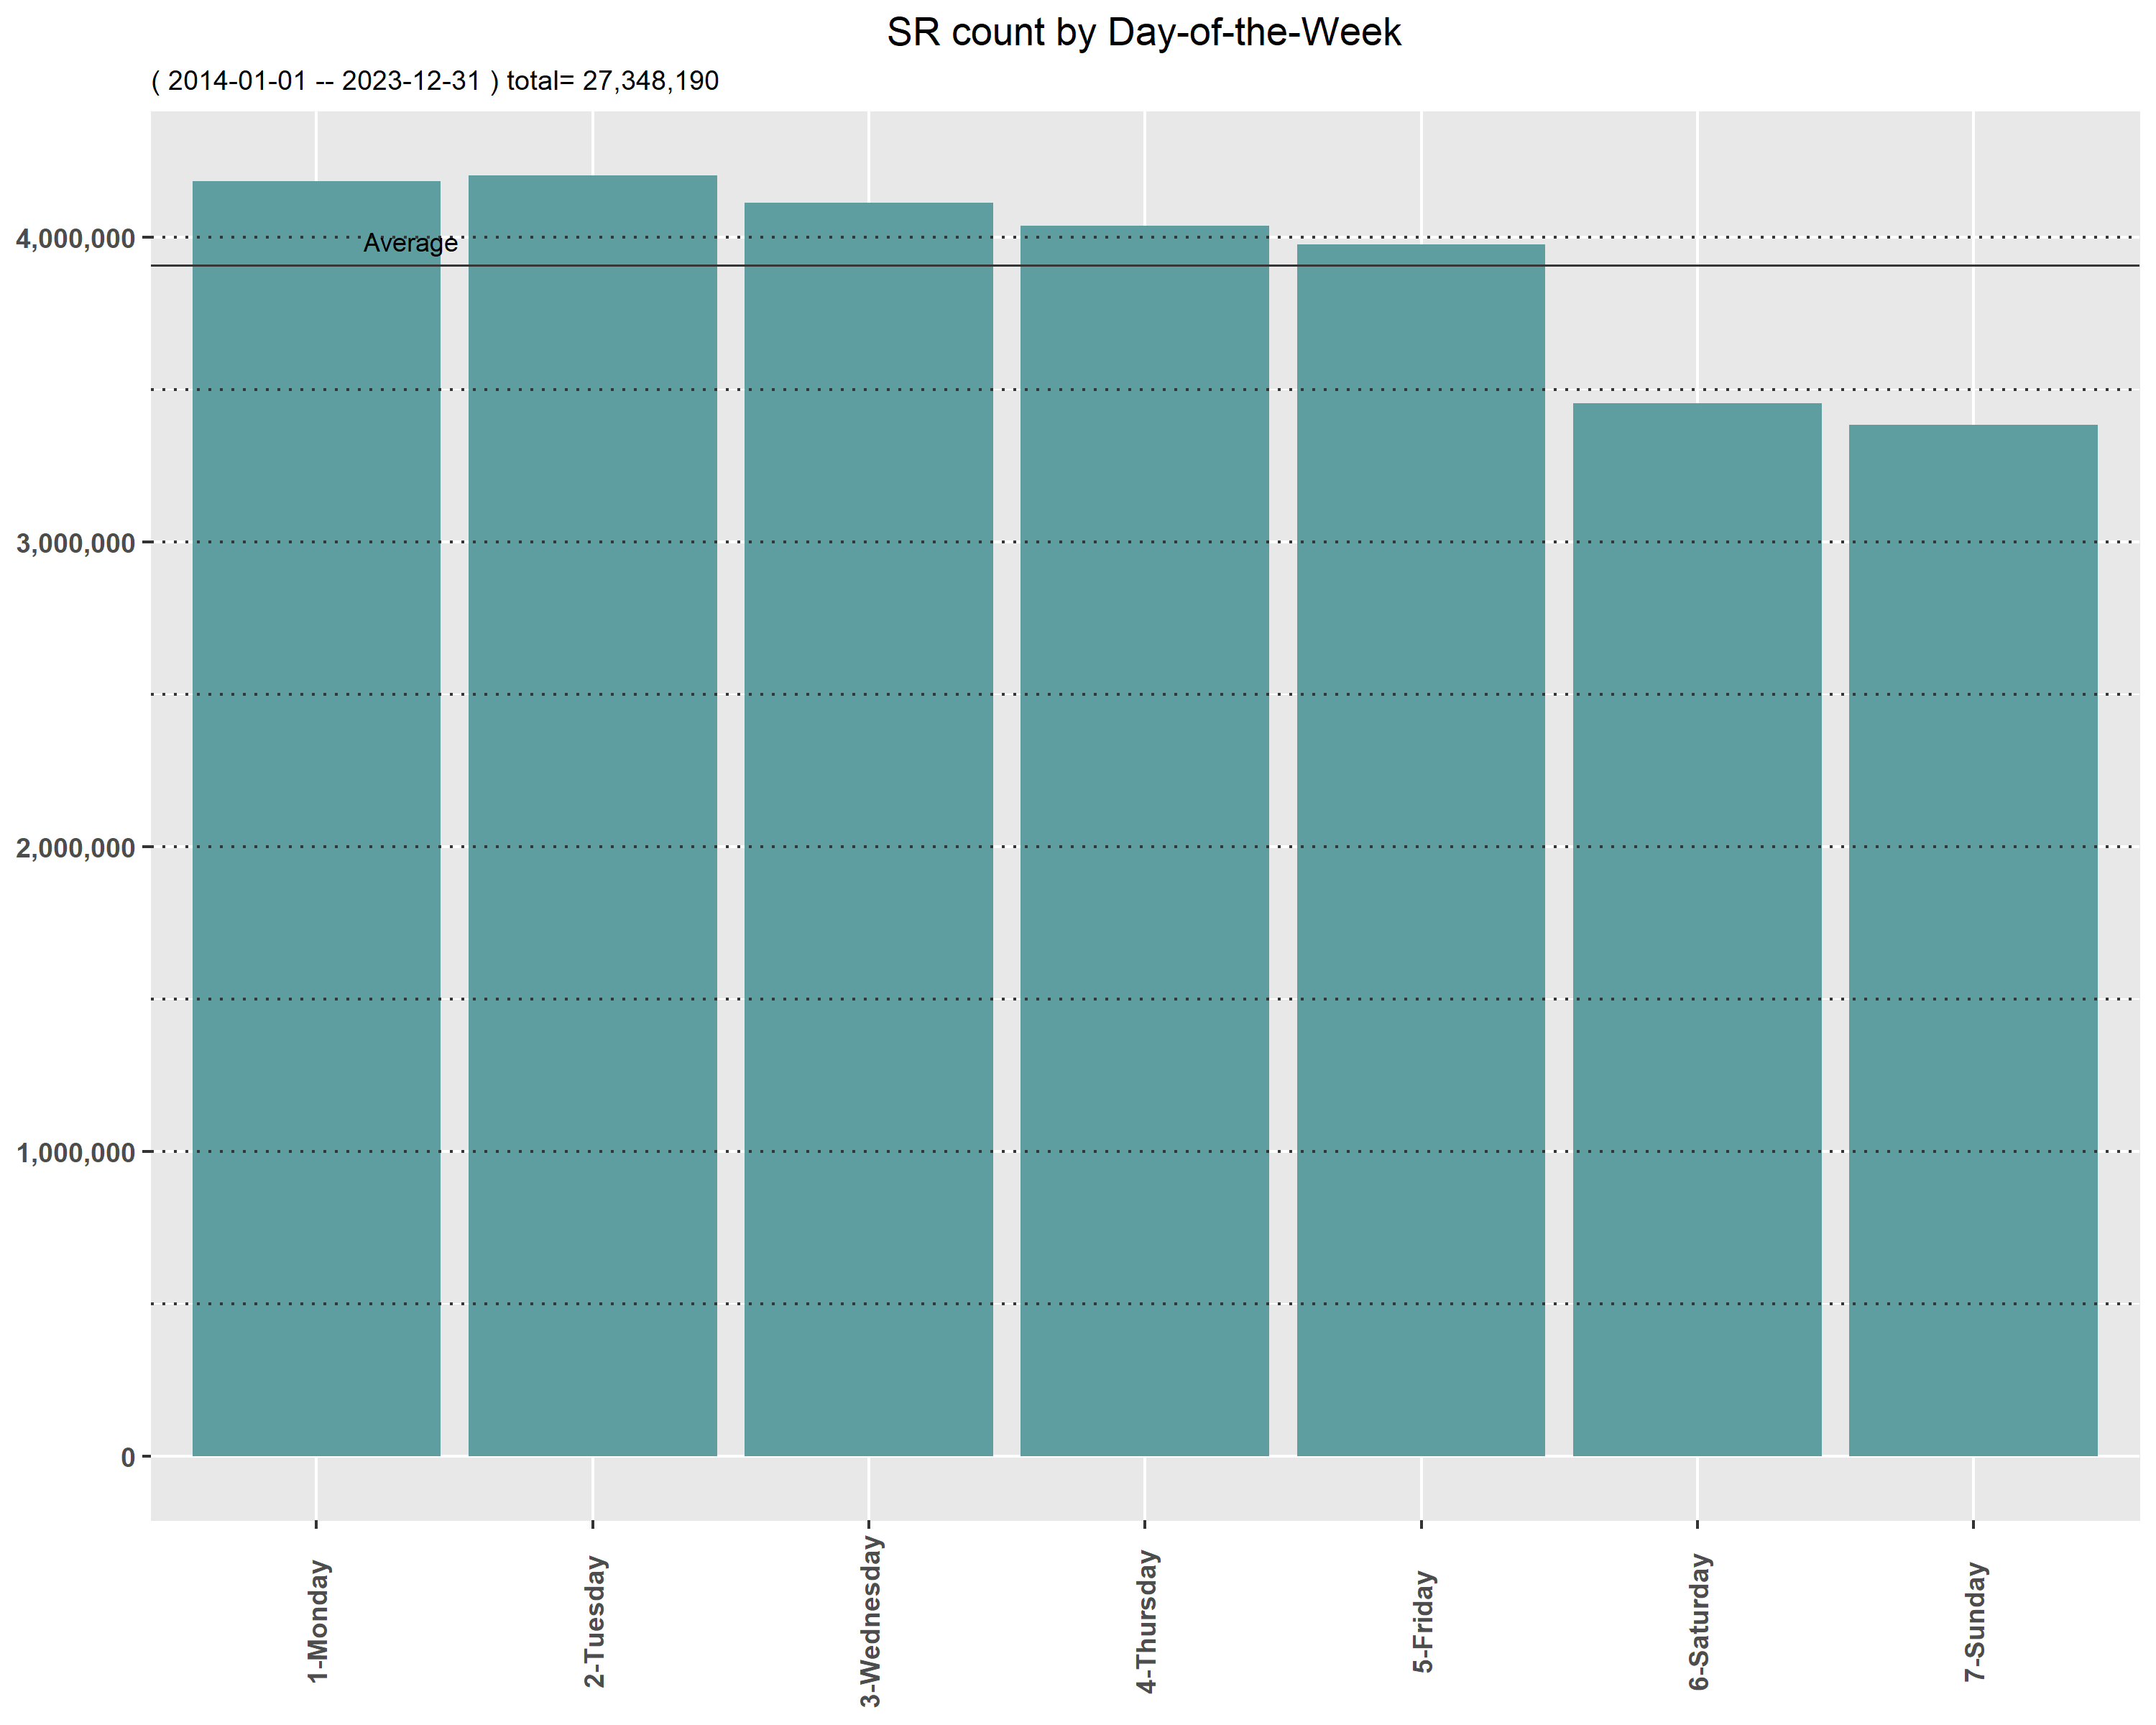 SR count by Day-of-the-Week
( 2014-01-01 -- 2023-12-31 ) total= 27,348,190
4,000,000
Average
3,000,000
2,000,000
1,000,000
0
1-Monday
2-Tuesday
3-Wednesday
4-Thursday
5-Friday
6-Saturday
7-Sunday